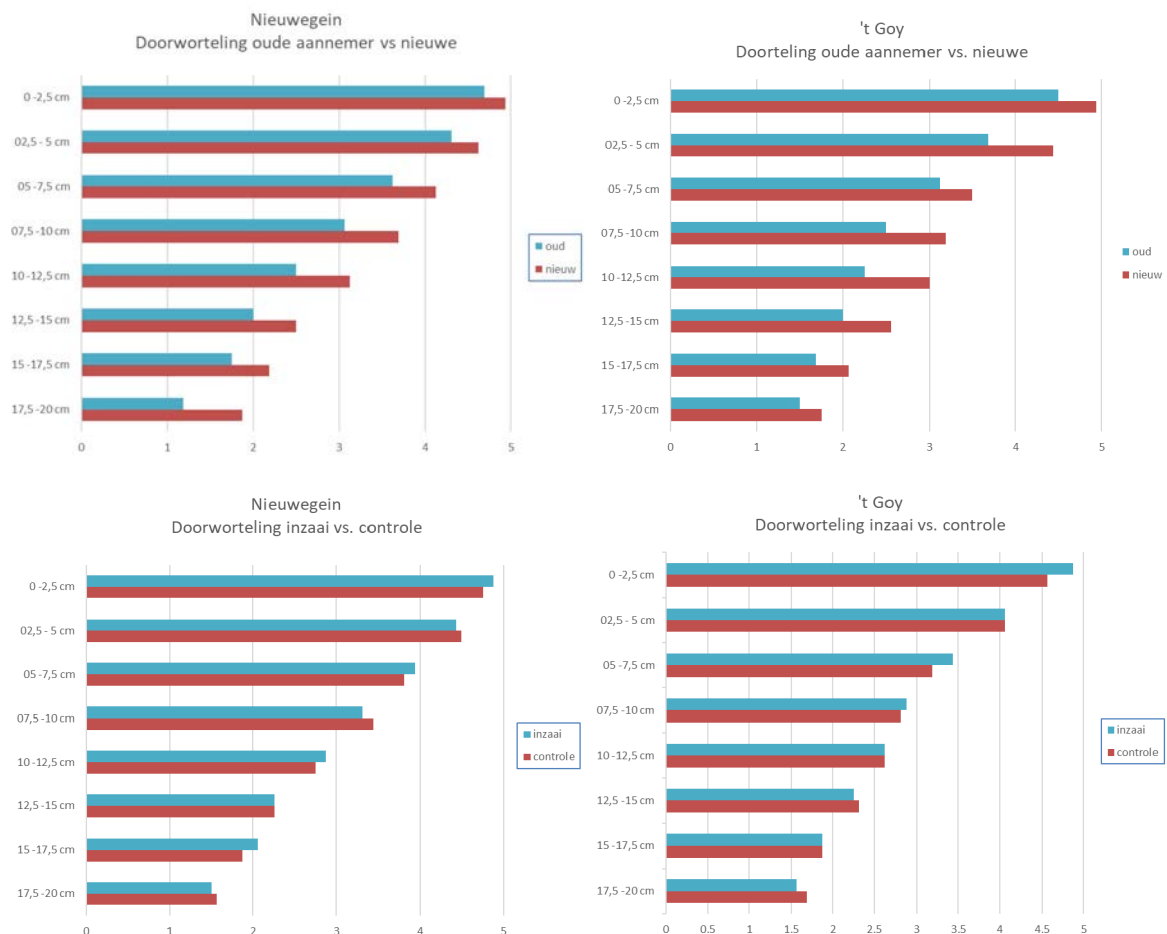 Nieuwegein
Doorworteling oude aannemer vs nieuwe
0 -2,5 cm
02,5 - 5 cm
05 -7,5 cm
07,5 -10 cm
10 -12,5 cm
12,5 -15 cm
15 -17,5 cm
17,5 -20 cm
0 1 2 3 4 5
oud
nieuw
't Goy
Doorteling oude aannemer vs. nieuwe
0 -2,5 cm
02,5 - 5 cm
05 -7,5 cm
07,5 -10 cm
10 -12,5 cm
12,5 -15 cm
15 -17,5 cm
17,5 -20 cm
0 1 2 3 4 5
oud
nieuw
Nieuwegein
Doorworteling inzaai vs. controle
0 -2,5 cm
02,5 - 5 cm
05 -7,5 cm
07,5 -10 cm
10 -12,5 cm
12,5 -15 cm
15 -17,5 cm
17,5 -20 cm
0 1 2 3 4 5
inzaai
controle
't Goy
Doorworteling inzaai vs. controle
0 -2,5 cm
02,5 - 5 cm
05 -7,5 cm
07,5 -10 cm
10 -12,5 cm
12,5 -15 cm
15 -17,5 cm
17,5 -20 cm
0 0.5 1 1.5 2 2.5 3 3.5 4 4.5 5
inzaai
controle